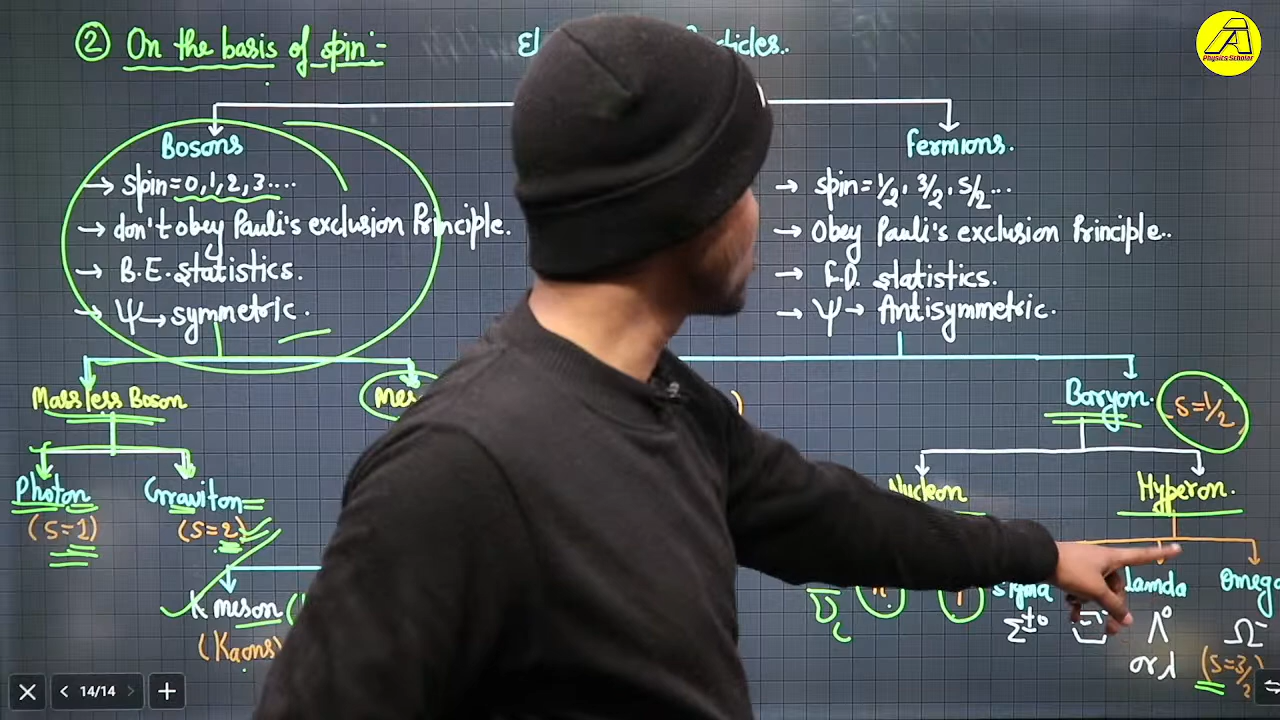 ② On the basis of spin :-
Bosons
→ spin = 0, 1, 2, 3 ....
→ don't obey Pauli's exclusion Principle.
→ B.E. statistics.
→ Ψ → symmetric.
Massless Boson
Photon
(s=1)
Graviton
(s=2)
K meson
(Kaons)
Fermions.
→ spin = 1/2, 3/2, 5/2 ...
→ Obey Pauli's exclusion Principle..
→ F.D. statistics.
→ Ψ → Antisymmetric.
Baryon.
s=1/2
Nucleon
Hyperon.
n
Sigma
Σ±0
Lamda
Λ⁰
or λ
Omega
Ω⁻
(s=3/2)
A
Physics Scholar
14/14